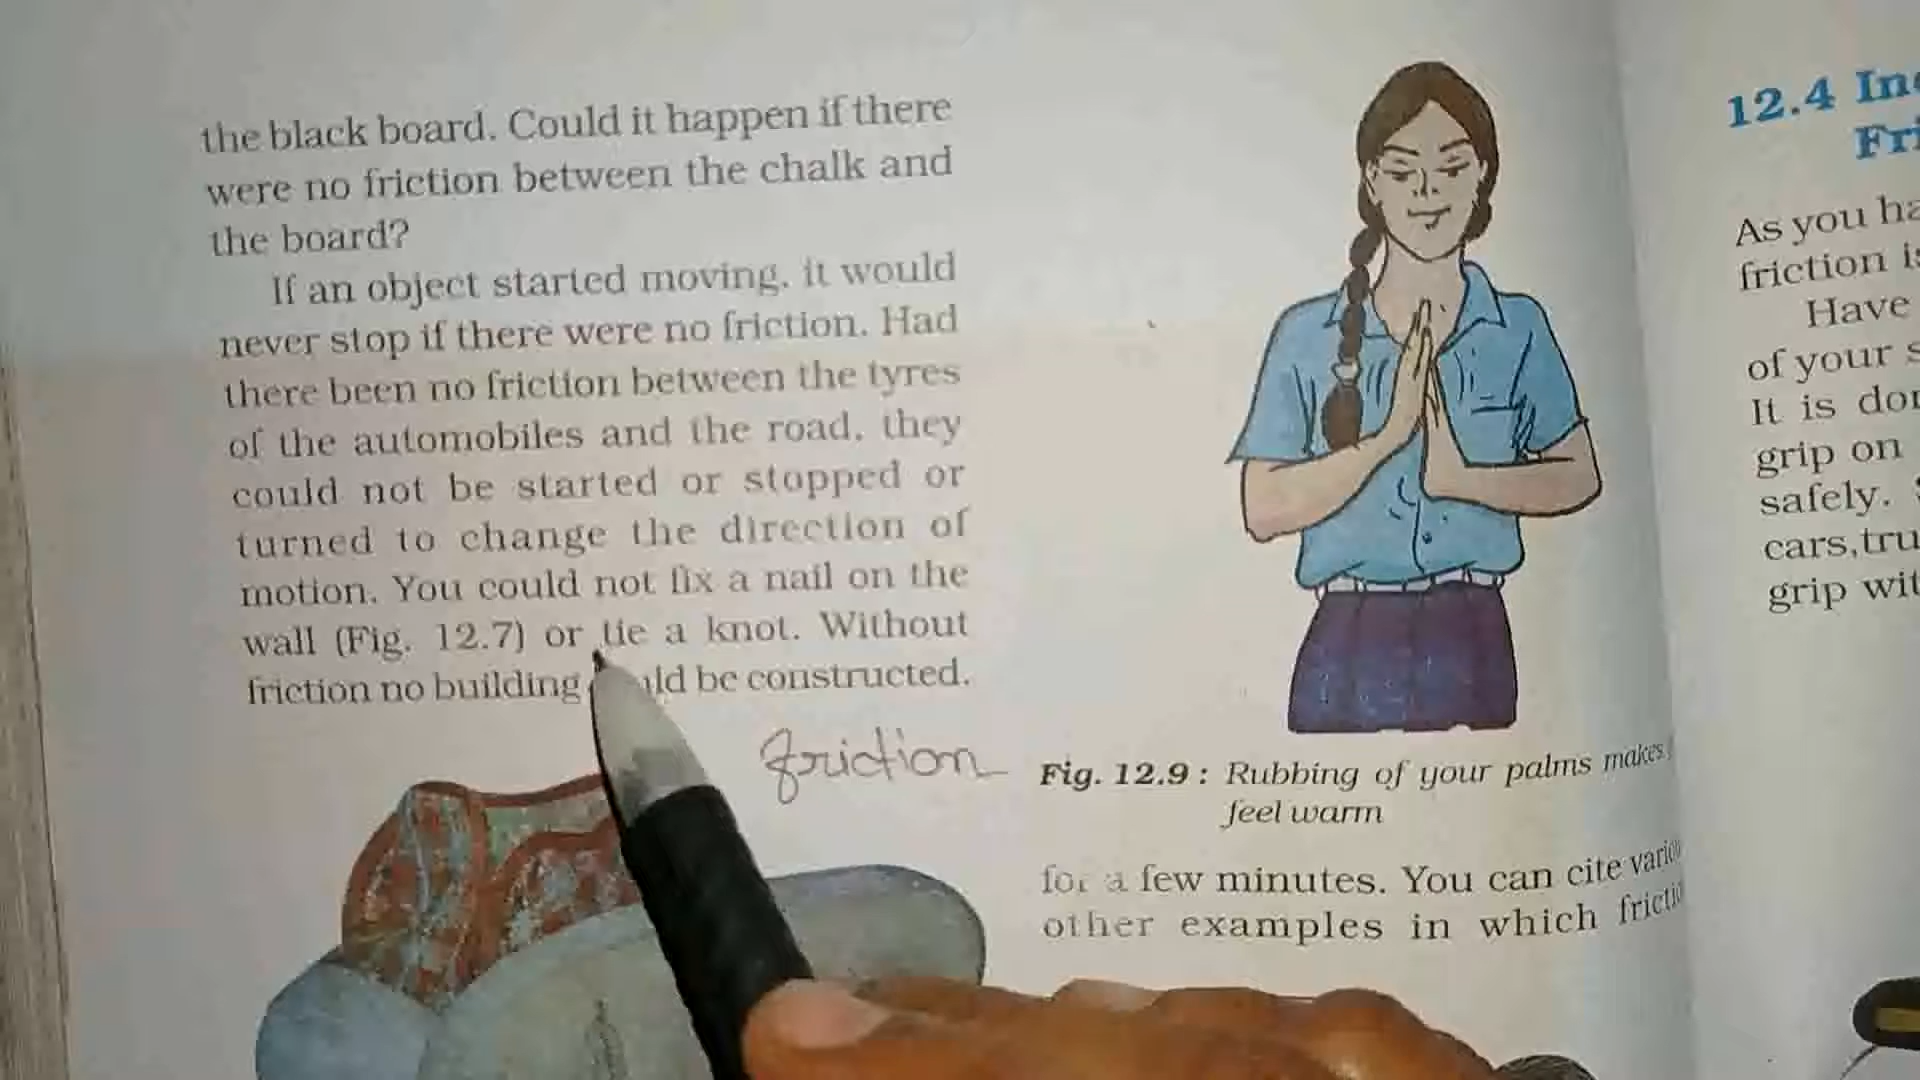 the black board. Could it happen if there
were no friction between the chalk and
the board?
If an object started moving, it would
never stop if there were no friction. Had
there been no friction between the tyres
of the automobiles and the road, they
could not be started or stopped or
turned to change the direction of
motion. You could not fix a nail on the
wall (Fig. 12.7) or tie a knot. Without
friction no building be constructed.
friction
Fig. 12.9 : Rubbing of your palms makes
feel warm
for a few minutes. You can cite
other examples in which
12.4
As you
friction
Have
of your
It is
grip on
safely.
cars,
grip